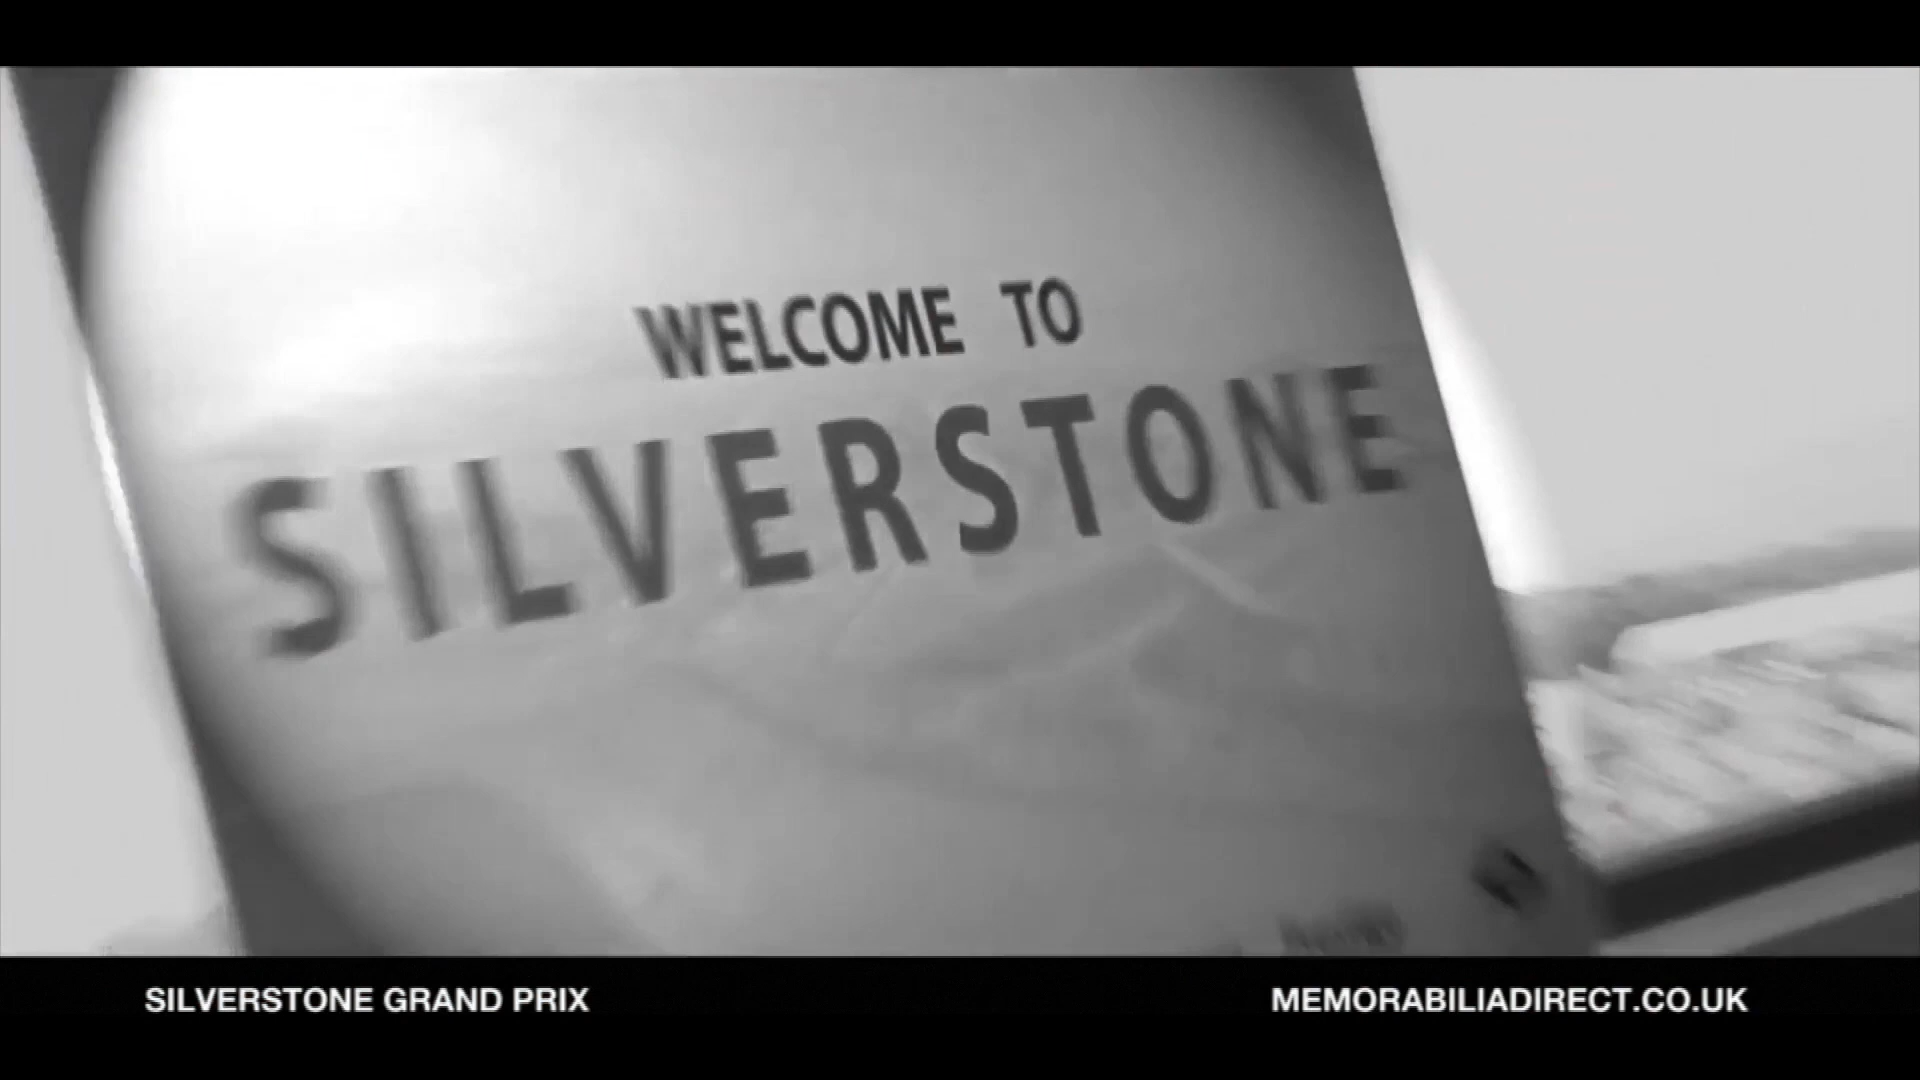 WELCOME TO
SILVERSTONE
SILVERSTONE GRAND PRIX
MEMORABILIADIRECT.CO.UK